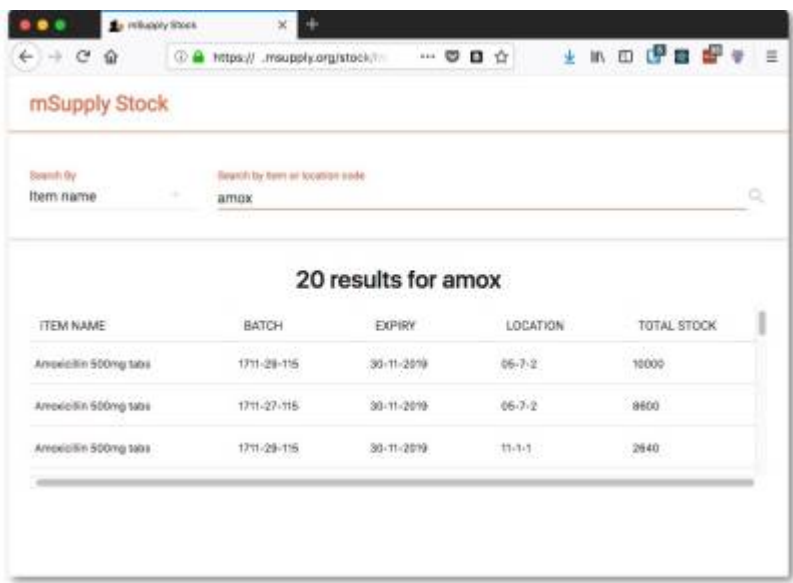 mSupply Stock
https:// .msupply.org/stock/
mSupply Stock
Search By
Search by item or location code
Item name
amox
20 results for amox
ITEM NAME BATCH EXPIRY LOCATION TOTAL STOCK
Amoxicillin 500mg tabs 1711-29-115 30-11-2019 05-7-2 10000
Amoxicillin 500mg tabs 1711-27-115 30-11-2019 05-7-2 8600
Amoxicillin 500mg tabs 1711-29-115 30-11-2019 11-1-1 2640